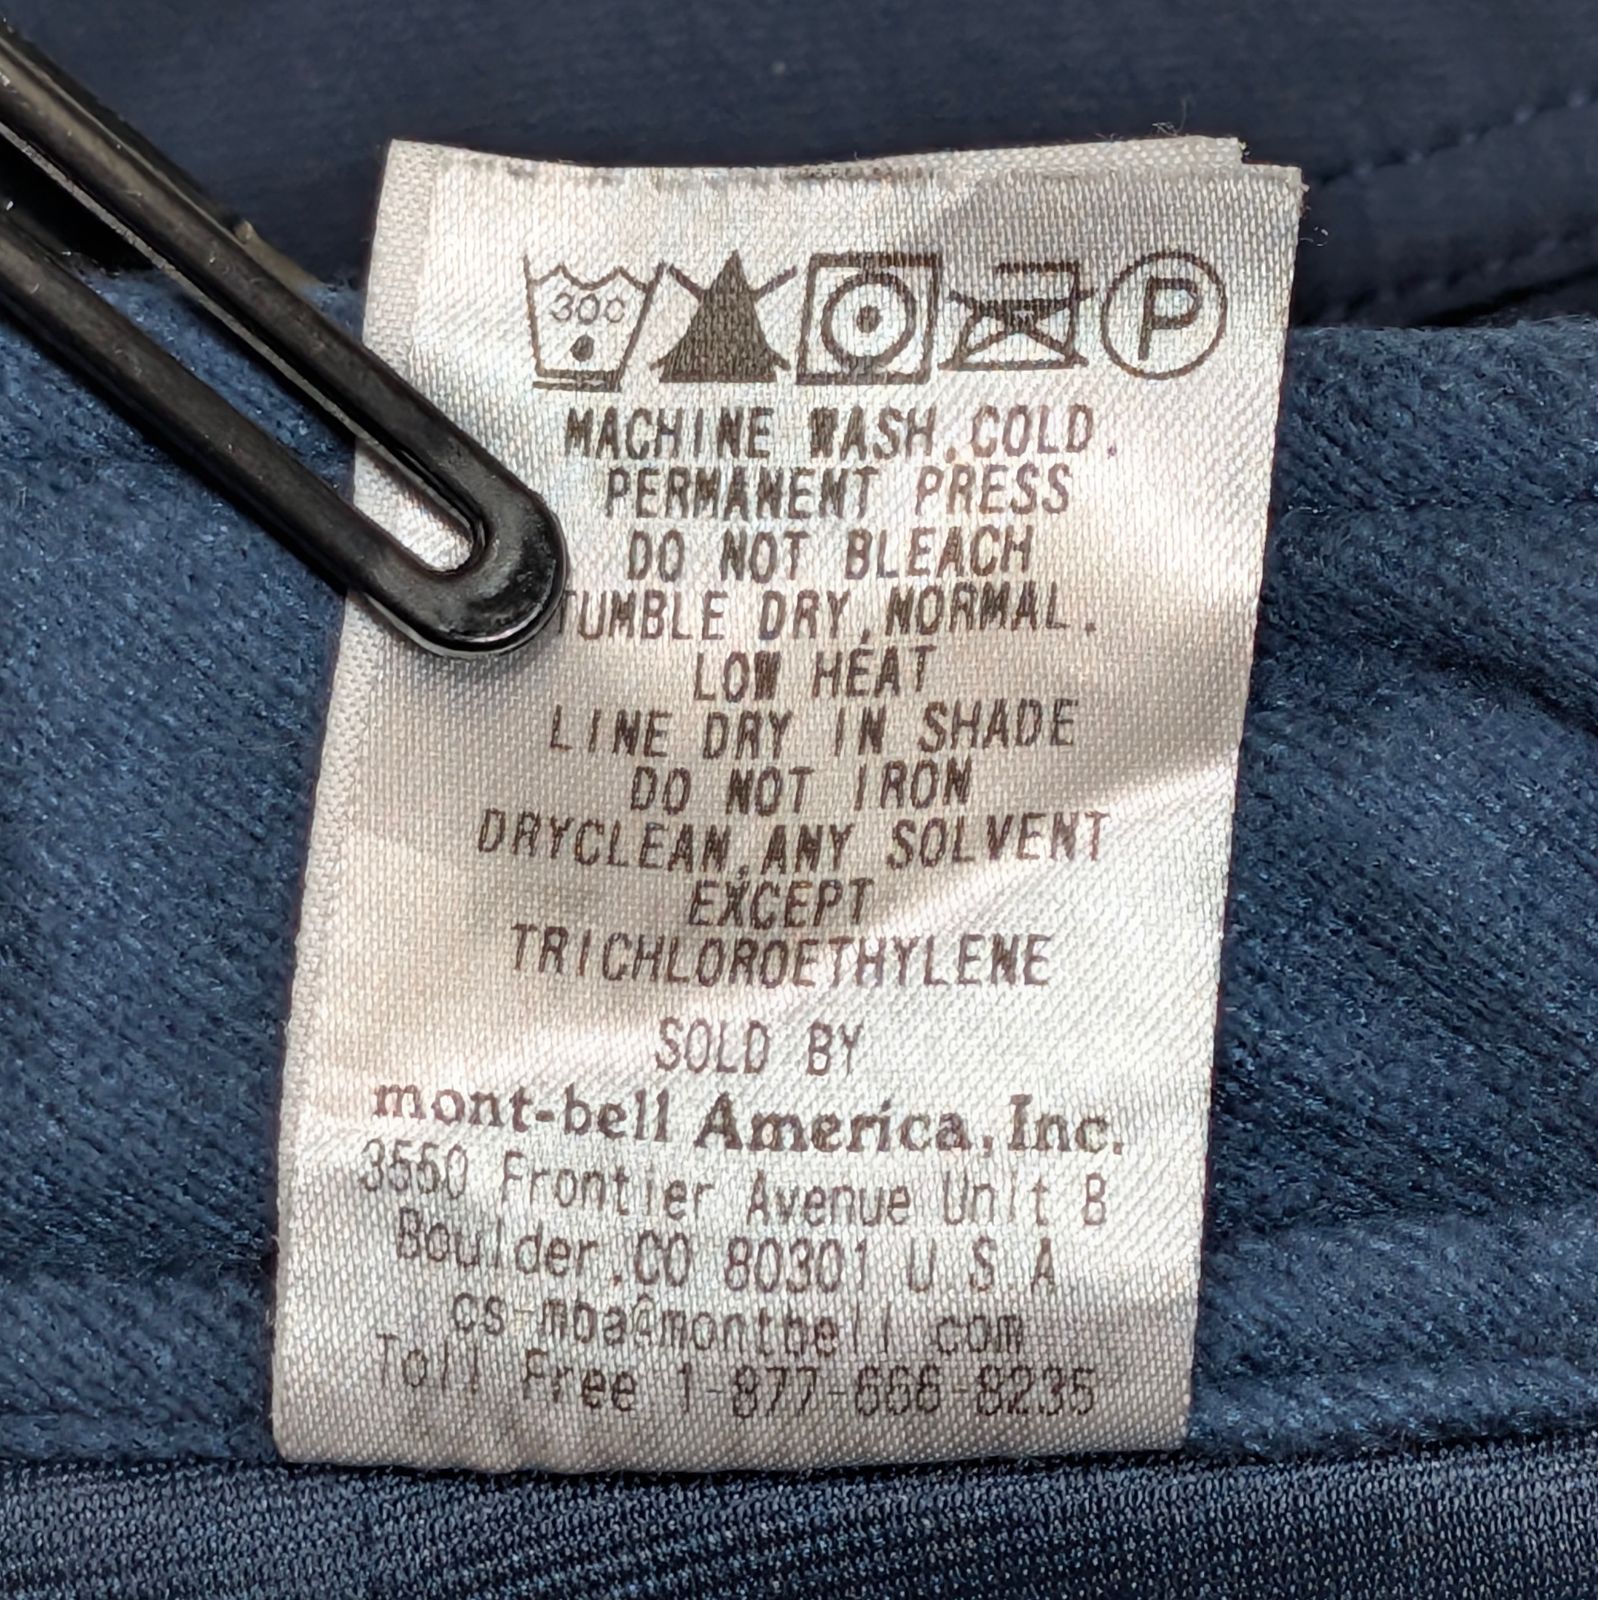 30c
P
MACHINE WASH,COLD,
PERMANENT PRESS
DO NOT BLEACH
TUMBLE DRY,NORMAL,
LOW HEAT
LINE DRY IN SHADE
DO NOT IRON
DRYCLEAN,ANY SOLVENT
EXCEPT
TRICHLOROETHYLENE
SOLD BY
mont-bell America,Inc.
3550 Frontier Avenue Unit B
Boulder,CO 80301 U.S.A
cs-mba@montbell.com
Toll Free 1-877-666-8235